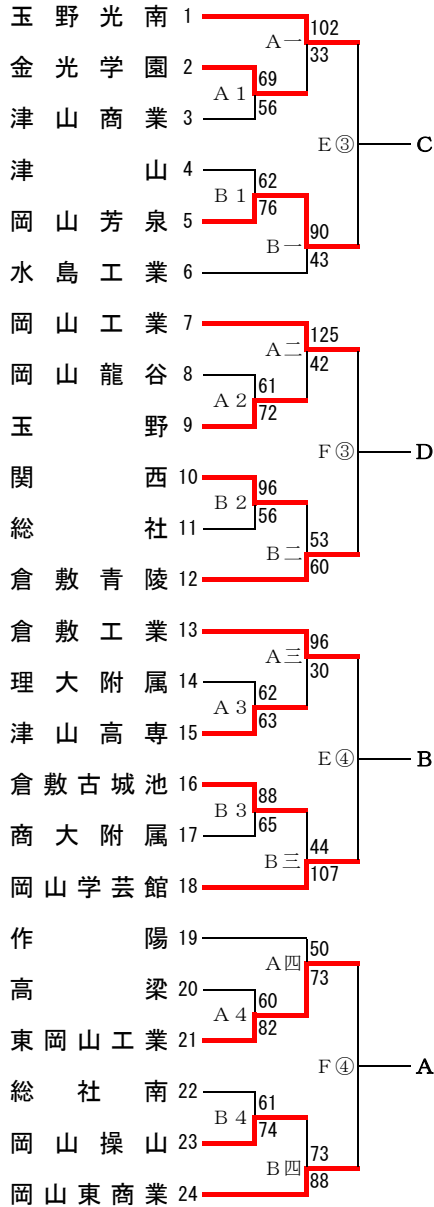 玉野光南 1
102
A一
33
金光学園 2
69
A1
56
津山商業 3
E③ C
津山 4
62
B1
76
岡山芳泉 5
90
B一
43
水島工業 6
岡山工業 7
125
A二
42
岡山龍谷 8
61
A2
72
玉野 9
F③ D
関西 10
96
B2
56
総社 11
53
B二
60
倉敷青陵 12
倉敷工業 13
96
A三
30
理大附属 14
62
A3
63
津山高専 15
E④ B
倉敷古城池 16
88
B3
65
商大附属 17
44
B三
107
岡山学芸館 18
作陽 19
50
A四
73
高梁 20
60
A4
82
東岡山工業 21
F④ A
総社南 22
61
B4
74
岡山操山 23
73
B四
88
岡山東商業 24